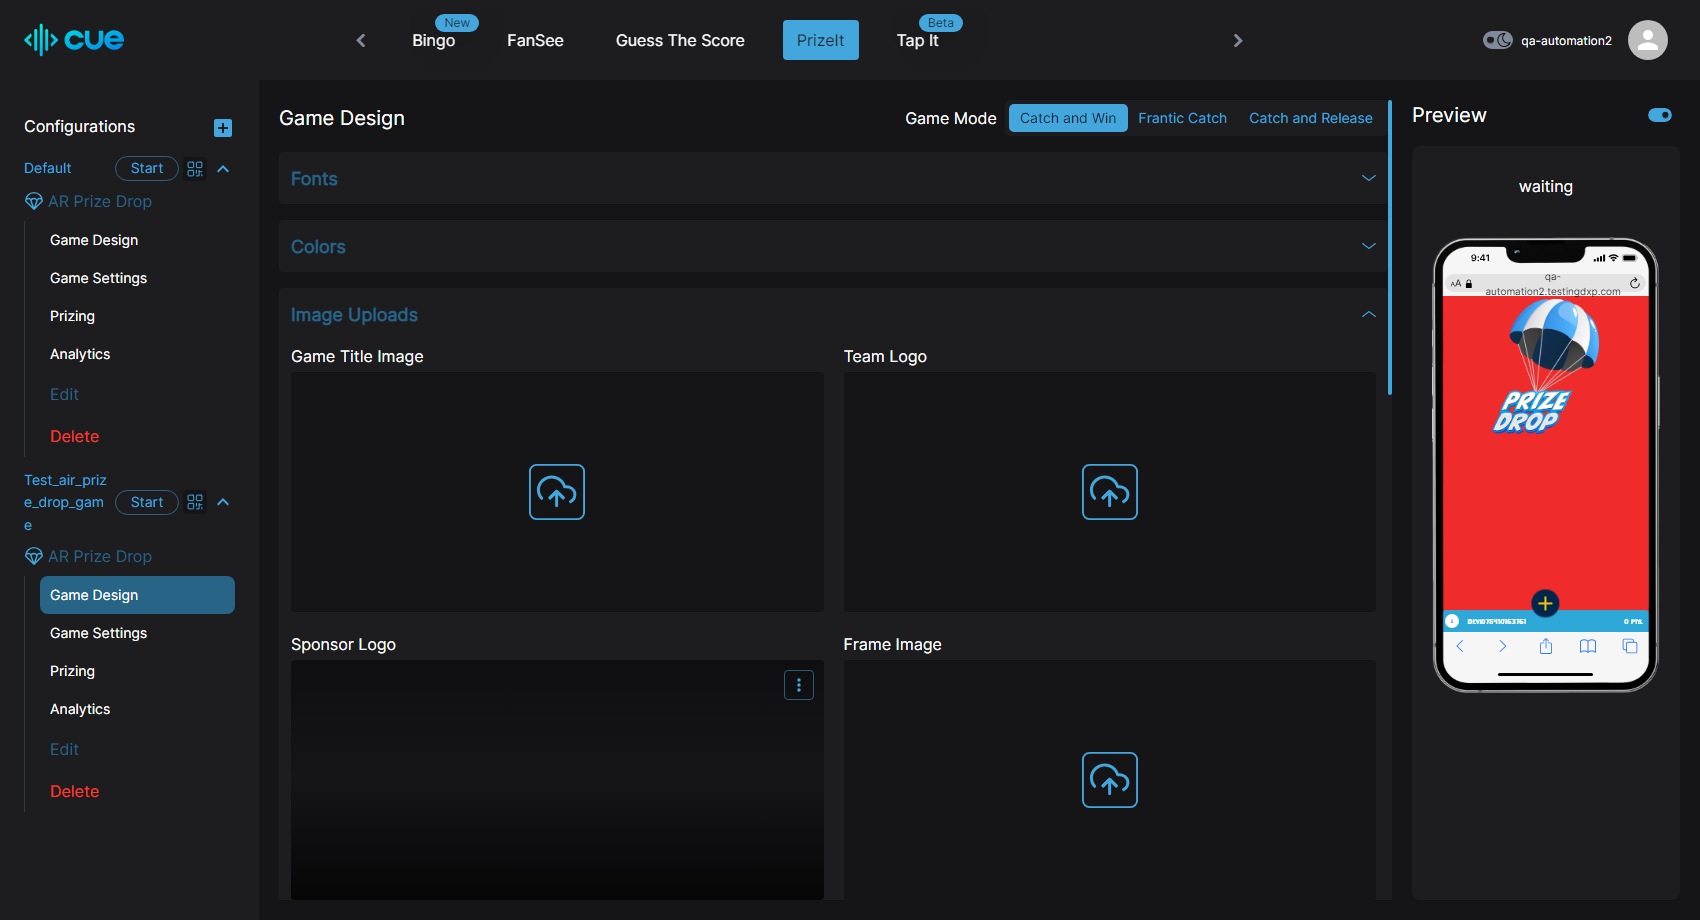 cue
New
Beta
Bingo
FanSee
Guess The Score
PrizeIt
Tap It
qa-automation2
Configurations
Default
Start
AR Prize Drop
Game Design
Game Settings
Prizing
Analytics
Edit
Delete
Test_air_priz
e_drop_gam
e
Start
AR Prize Drop
Game Design
Game Settings
Prizing
Analytics
Edit
Delete
Game Design
Game Mode
Catch and Win
Frantic Catch
Catch and Release
Fonts
Colors
Image Uploads
Game Title Image
Team Logo
Sponsor Logo
Frame Image
Preview
waiting
9:41
AA
qa-
automation2.testingdxp.com
PRIZE
DROP
0 PTS.